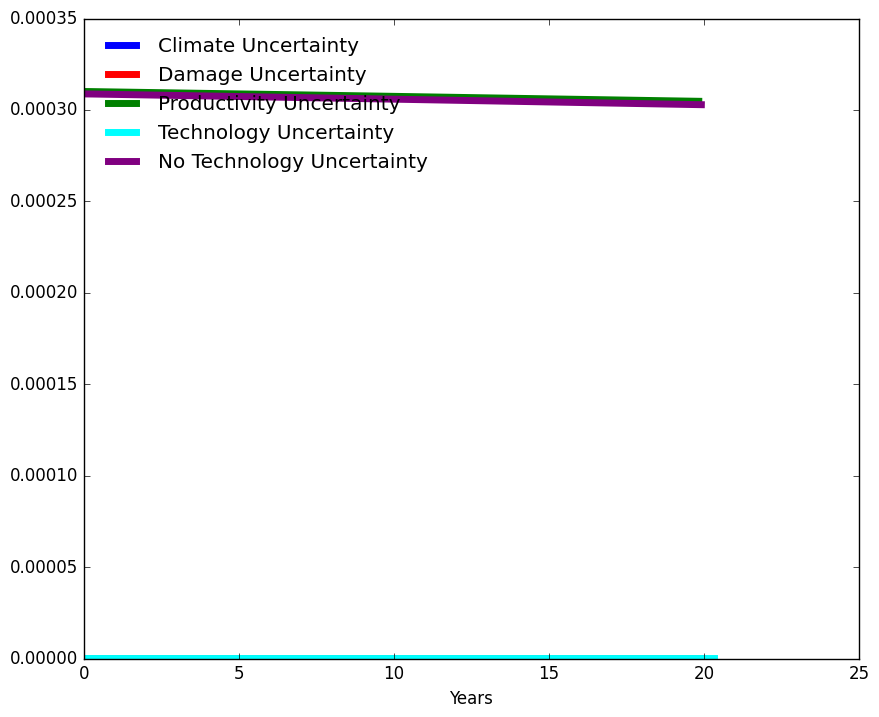 0.00035
Climate Uncertainty
Damage Uncertainty
0.00030
Productivity Uncertainty
Technology Uncertainty
No Technology Uncertainty
0.00025
0.00020
0.00015
0.00010
0.00005
0.00000
0 5 10 15 20 25
Years